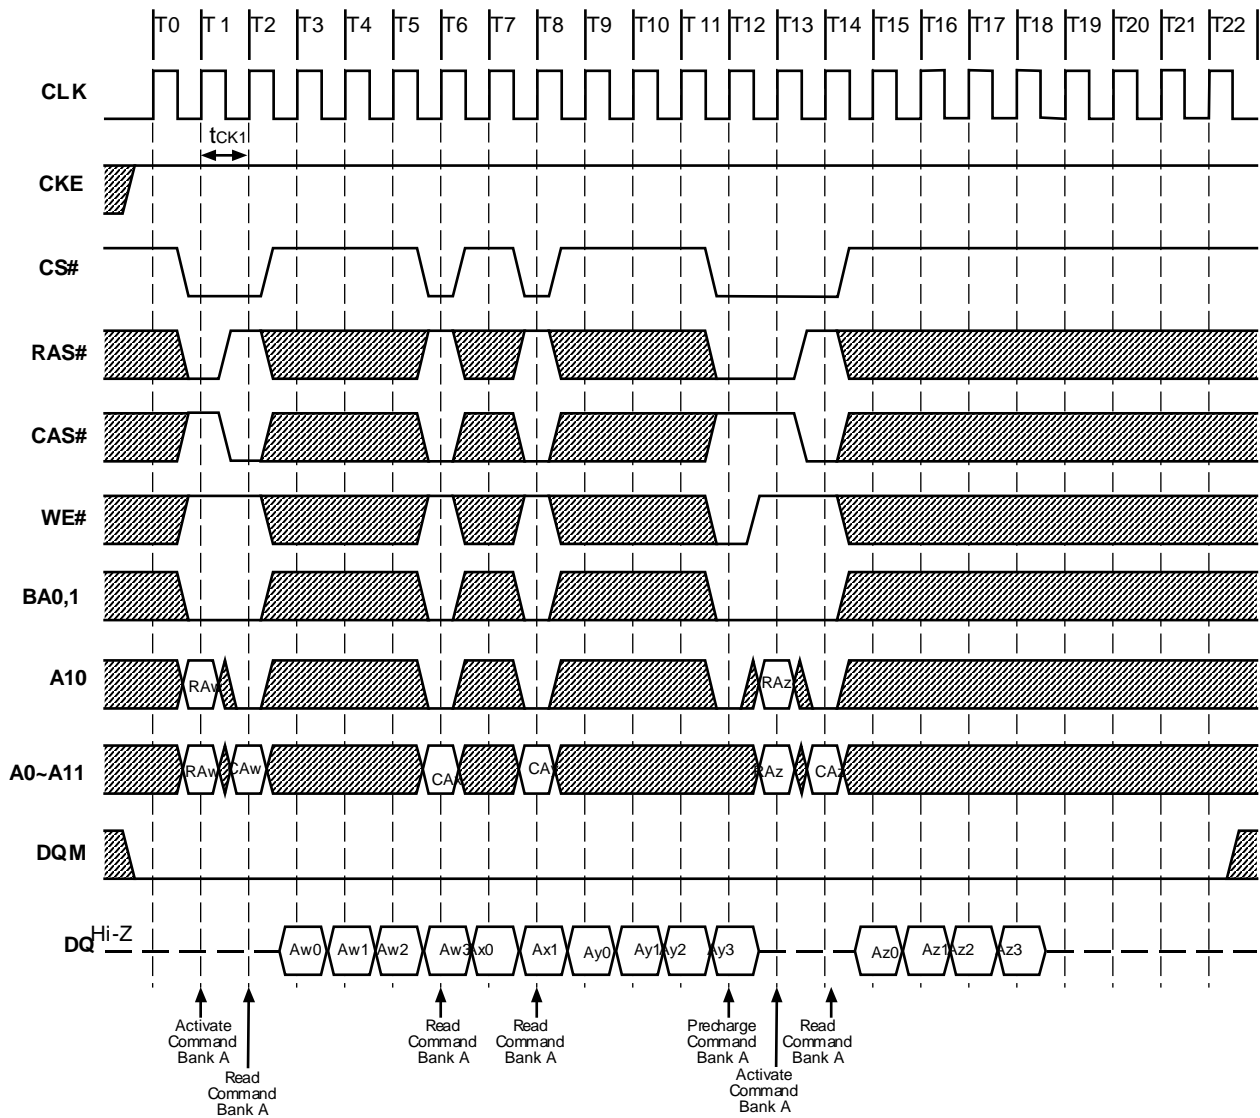 T0 T1 T2 T3 T4 T5 T6 T7 T8 T9 T10 T11 T12 T13 T14 T15 T16 T17 T18 T19 T20 T21 T22
CLK
tCK1
CKE
CS#
RAS#
CAS#
WE#
BA0,1
A10
RAw RAz
A0~A11
RAw CAw CAx CAy RAz CAz
DQM
Hi-Z
DQ
Aw0 Aw1 Aw2 Aw3 Ax0 Ax1 Ay0 Ay1 Ay2 Ay3 Az0 Az1 Az2 Az3
Activate
Command
Bank A
Read
Command
Bank A
Read
Command
Bank A
Read
Command
Bank A
Precharge
Command
Bank A
Activate
Command
Bank A
Read
Command
Bank A